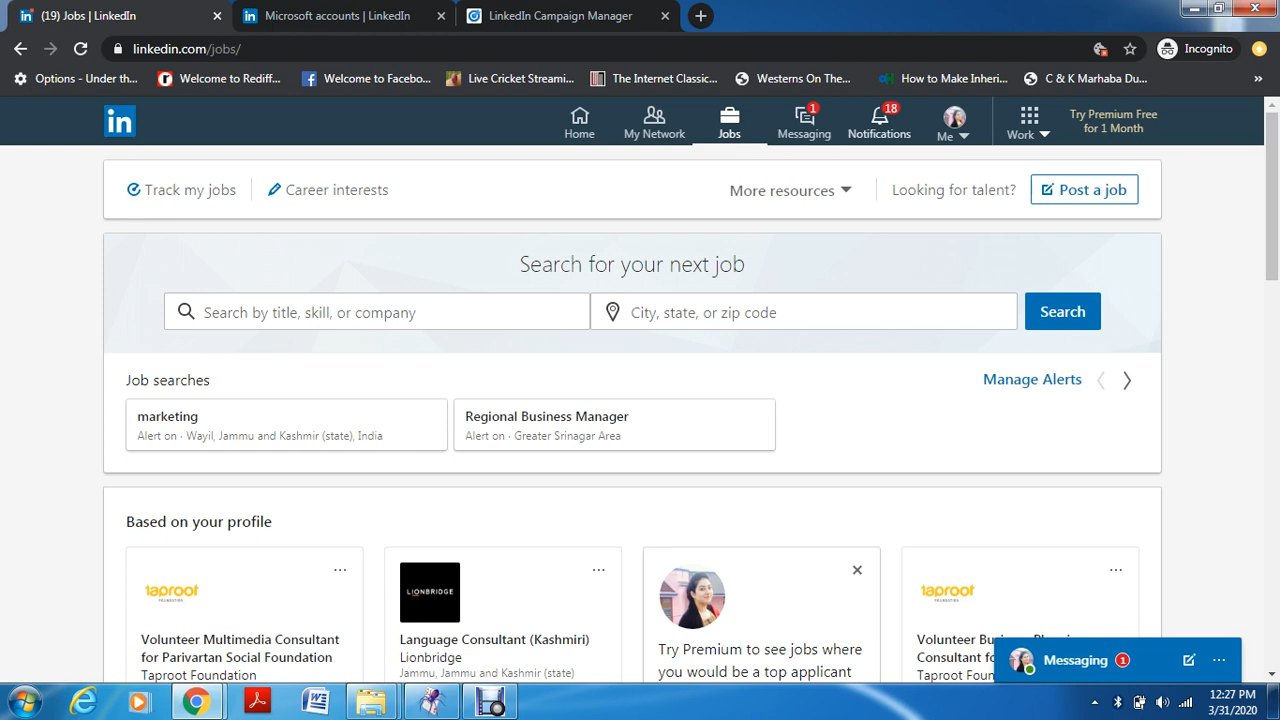 (19) Jobs | LinkedIn
Microsoft accounts | LinkedIn
LinkedIn Campaign Manager
linkedin.com/jobs/
Incognito
Options - Under th...
Welcome to Rediff...
Welcome to Facebo...
Live Cricket Streami...
The Internet Classic...
Westerns On The...
How to Make Inheri...
C & K Marhaba Du...
in
Home
My Network
Jobs
1
Messaging
18
Notifications
Me
Work
Try Premium Free
for 1 Month
Track my jobs
Career interests
More resources
Looking for talent?
Post a job
Search for your next job
Search by title, skill, or company
City, state, or zip code
Search
Job searches
Manage Alerts
marketing
Alert on · Wayil, Jammu and Kashmir (state), India
Regional Business Manager
Alert on · Greater Srinagar Area
Based on your profile
taproot
FOUNDATION
Volunteer Multimedia Consultant
for Parivartan Social Foundation
Taproot Foundation
LIONBRIDGE
Language Consultant (Kashmiri)
Lionbridge
Jammu, Jammu and Kashmir (state)
Try Premium to see jobs where
you would be a top applicant
taproot
FOUNDATION
Volunteer
Consultant for
Taproot
Messaging 1
12:27 PM
3/31/2020